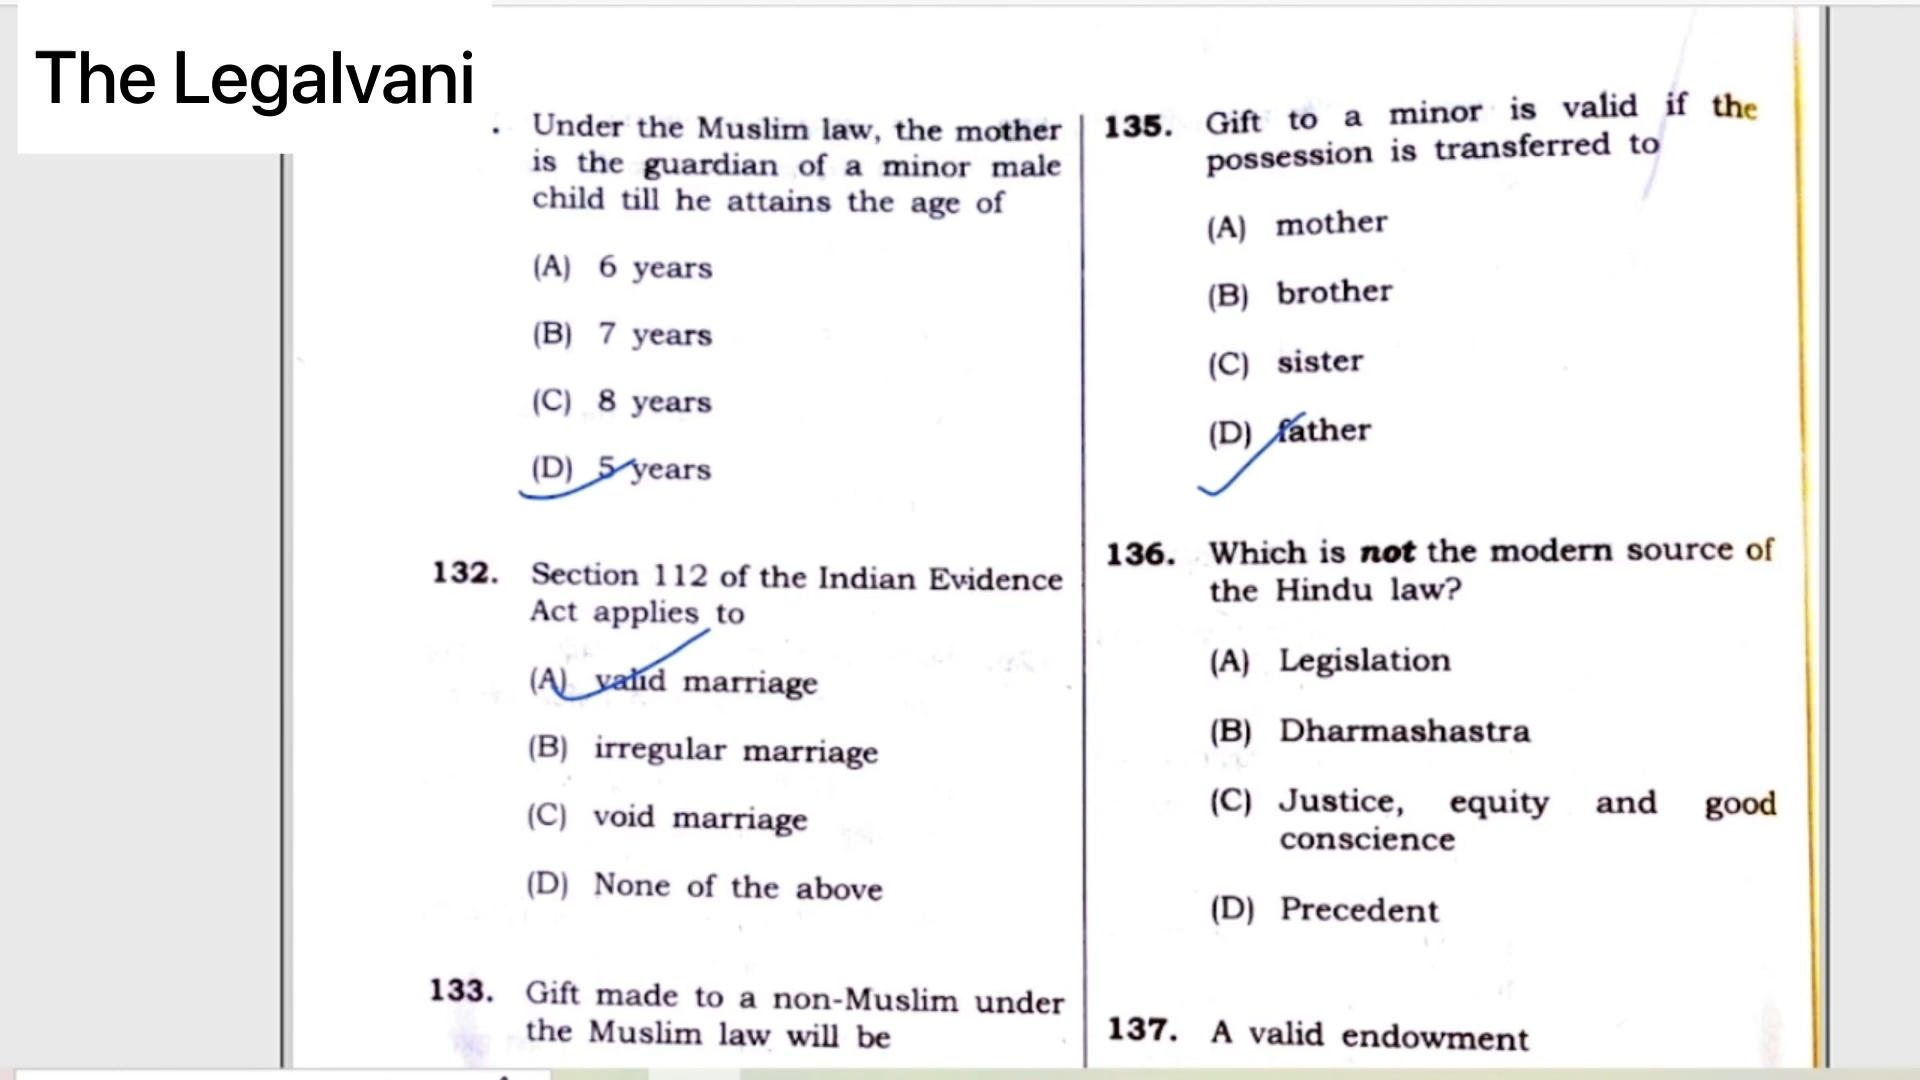 The Legalvani
. Under the Muslim law, the mother
is the guardian of a minor male
child till he attains the age of
(A) 6 years
(B) 7 years
(C) 8 years
(D) 5 years
132. Section 112 of the Indian Evidence
Act applies to
(A) valid marriage
(B) irregular marriage
(C) void marriage
(D) None of the above
133. Gift made to a non-Muslim under
the Muslim law will be
135. Gift to a minor is valid if the
possession is transferred to
(A) mother
(B) brother
(C) sister
(D) father
136. Which is not the modern source of
the Hindu law?
(A) Legislation
(B) Dharmashastra
(C) Justice, equity and good
conscience
(D) Precedent
137. A valid endowment